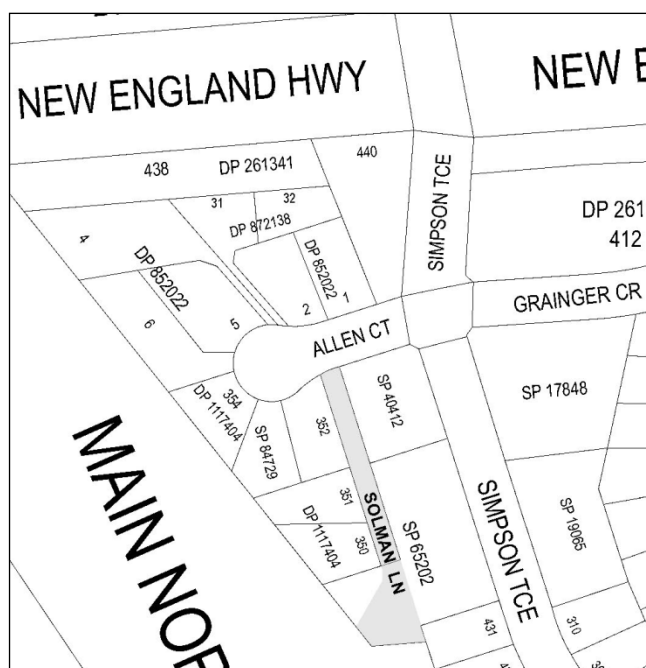 NEW ENGLAND HWY
NEW E
438
DP 261341
440
SIMPSON TCE
31
32
DP 872138
DP 261
412
4
DP 852022
DP 852022
1
2
5
6
GRAINGER CR
ALLEN CT
354
DP 1117404
SP 84729
352
SP 40412
SP 17848
351
SOLMAN LN
SP 65202
DP 1117404
350
SIMPSON TCE
SP 19065
MAIN NOR
431
310